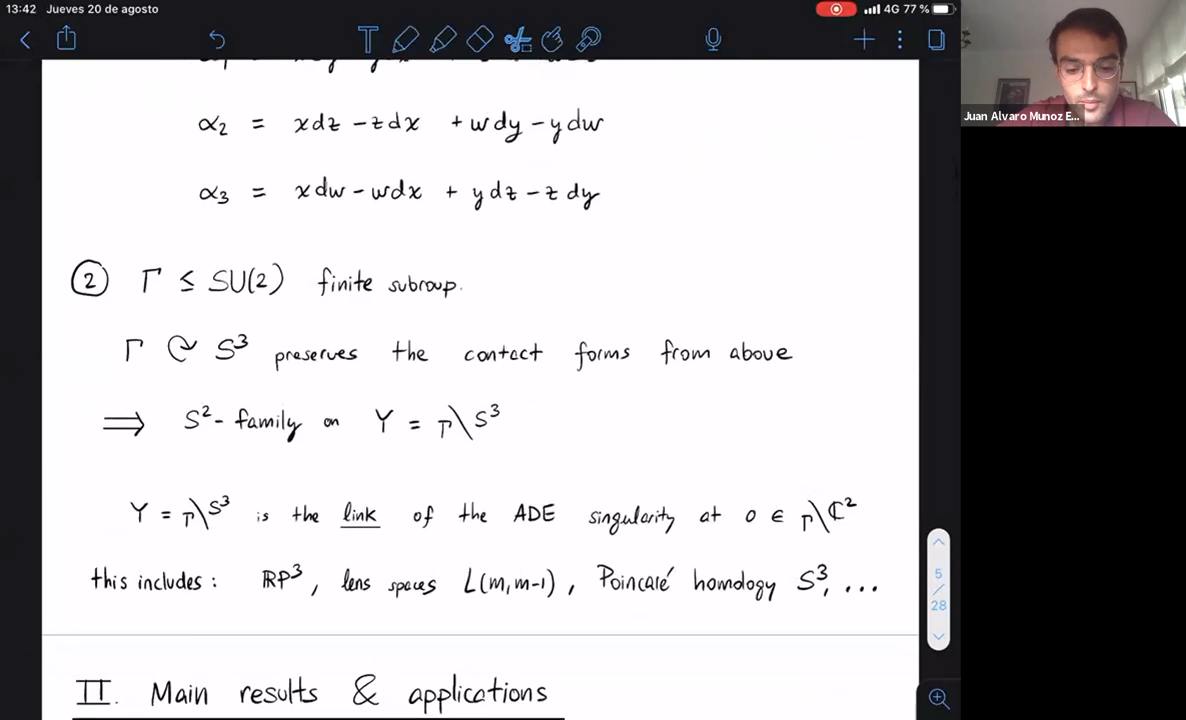 13:42 Jueves 20 de agosto
4G 77 %
Juan Alvaro Munoz E...
α₂ = xdz - zdx + wdy - ydw
α₃ = xdw - wdx + ydz - zdy
② Γ ≤ SU(2) finite subroup.
Γ ⟳ S³ preserves the contact forms from above
⟹ S²- family on Y = Γ\S³
Y = Γ\S³ is the link of the ADE singularity at 0 ∈ Γ\ℂ²
this includes: ℝP³, lens spaces L(m, m-1), Poincaré homology S³, ...
5 / 28
II. Main results & applications